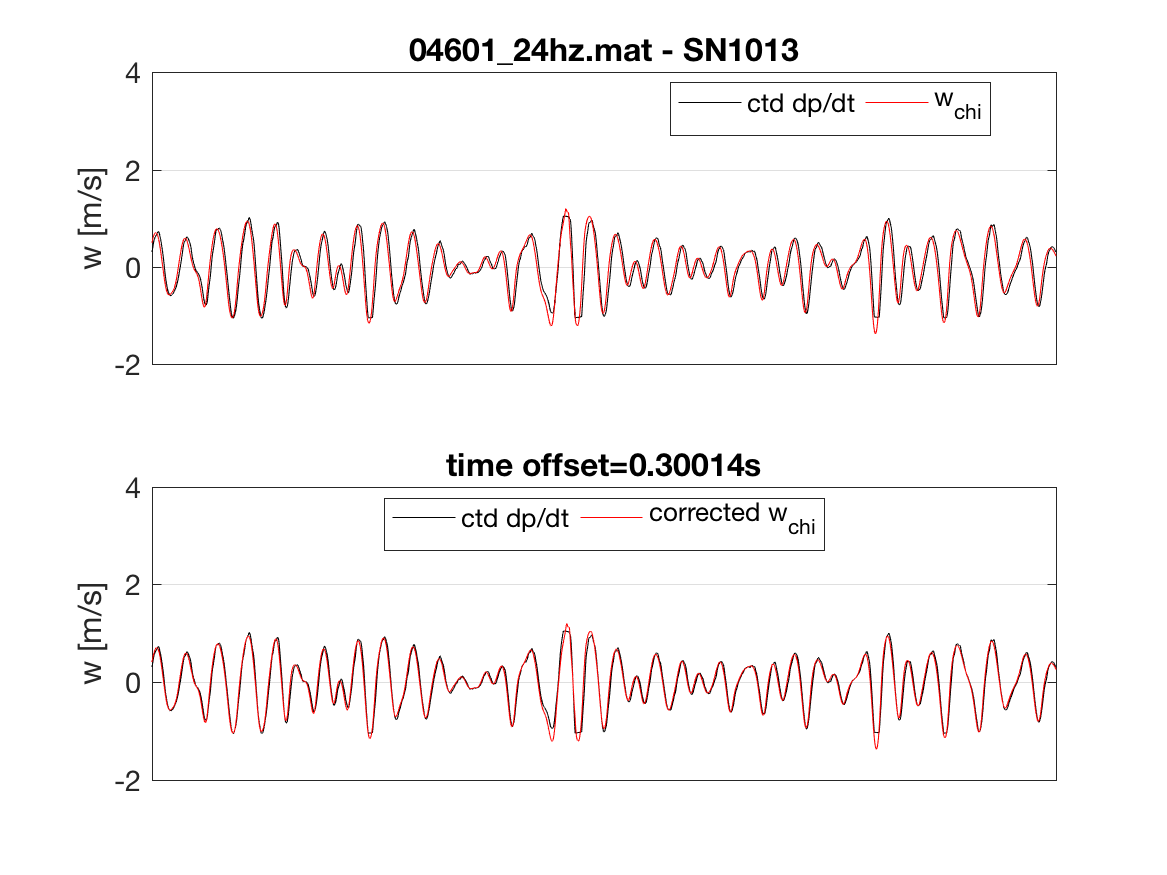 04601_24hz.mat - SN1013
4
ctd dp/dt
w_chi
2
w [m/s]
0
-2
time offset=0.30014s
4
ctd dp/dt
corrected w_chi
2
w [m/s]
0
-2